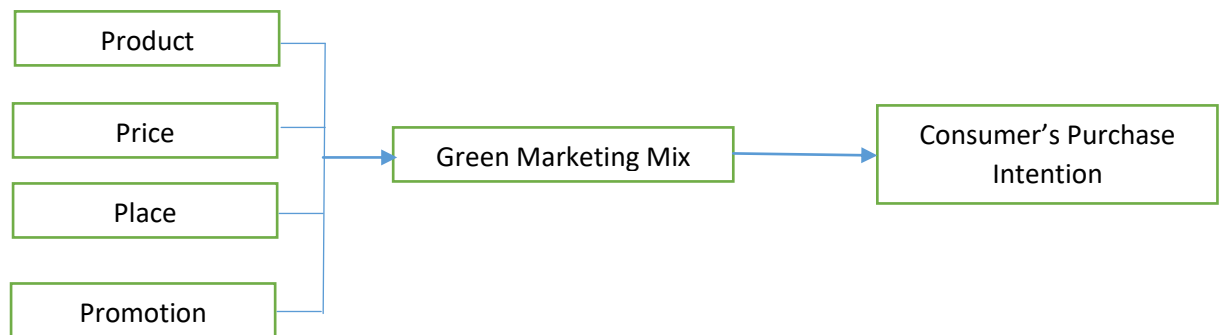 Product
Price
Place
Promotion
Green Marketing Mix
Consumer’s Purchase
Intention